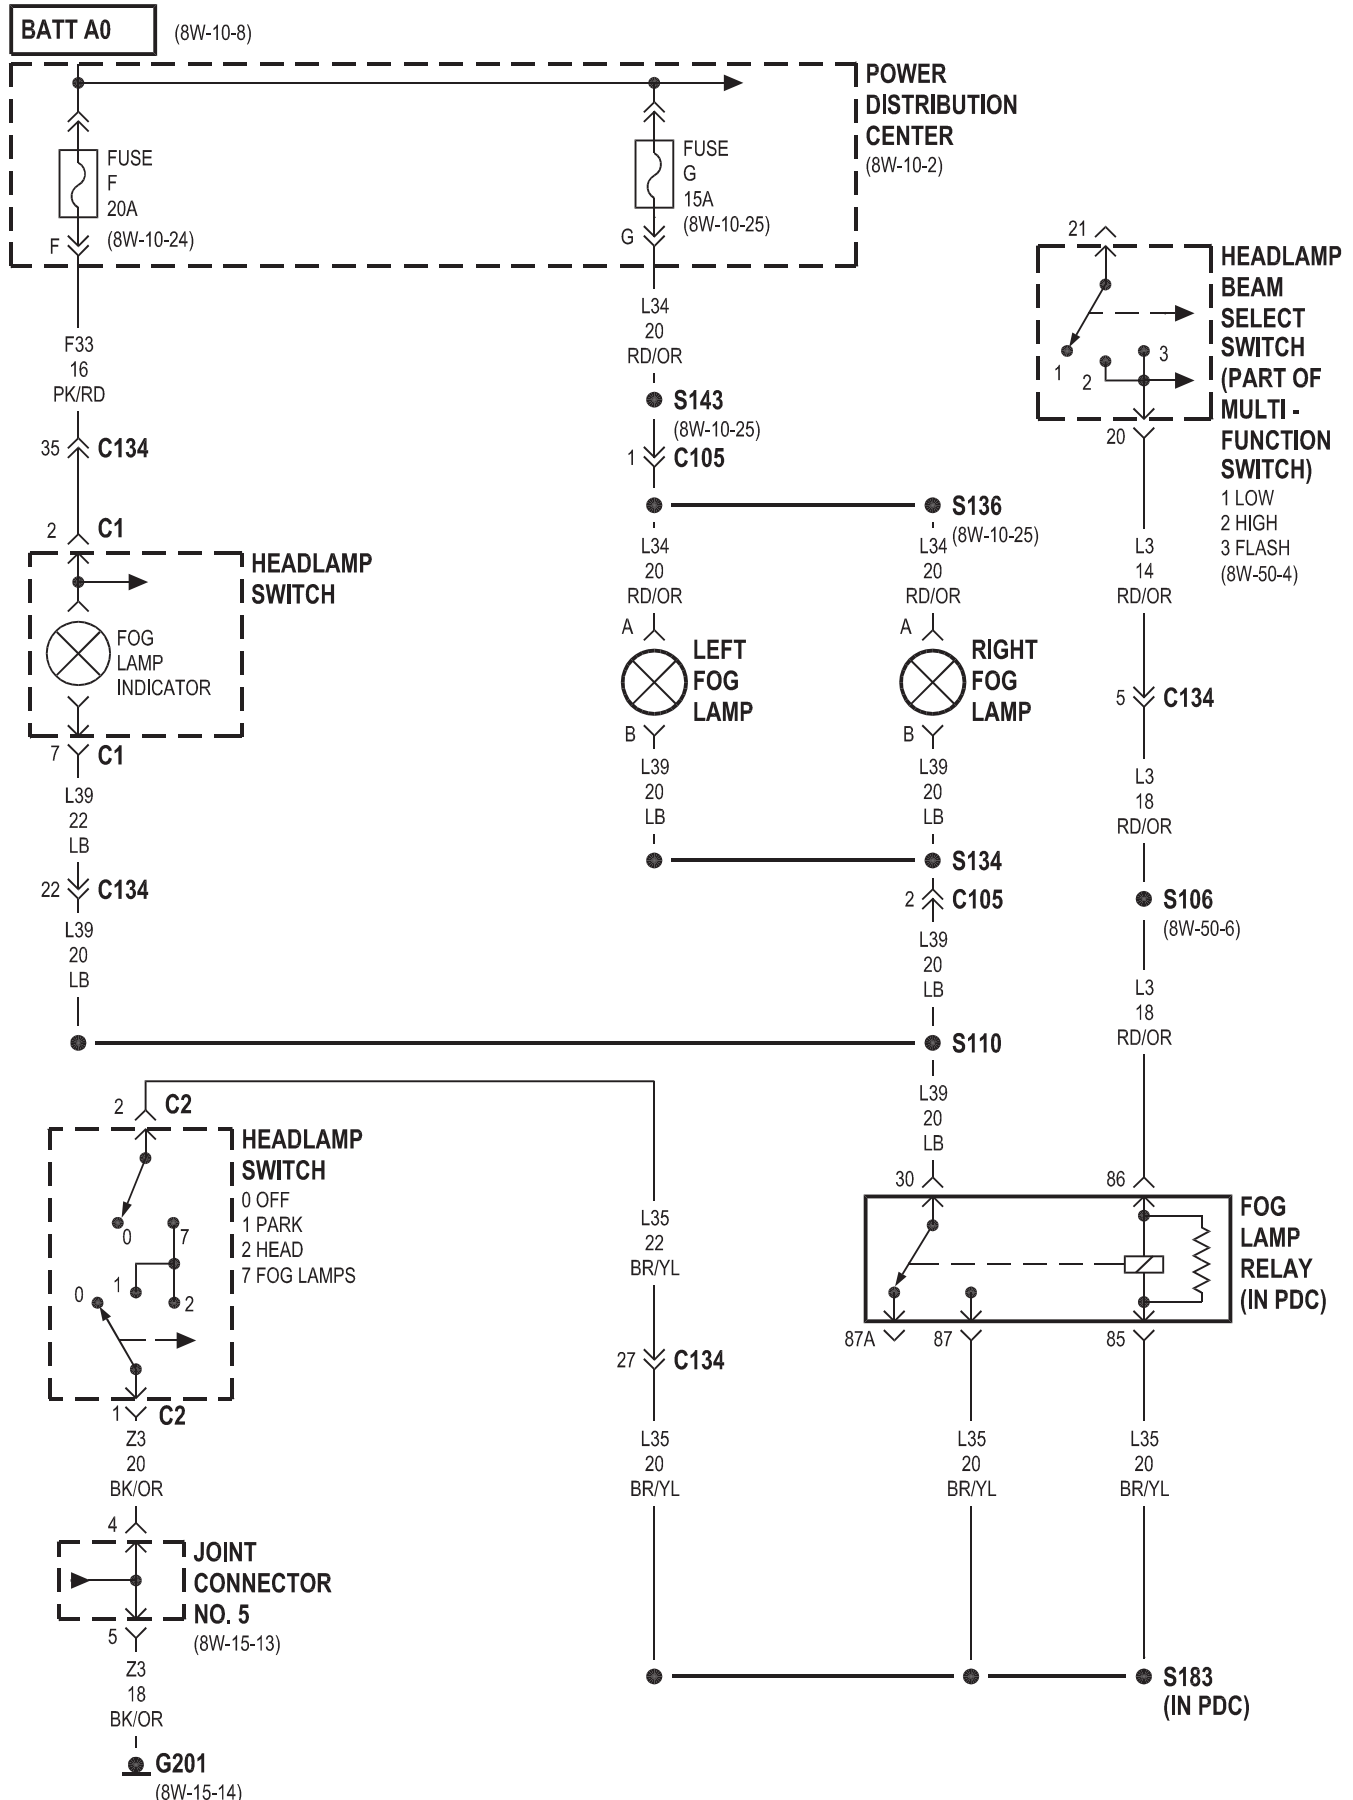 BATT A0
(8W-10-8)
POWER
DISTRIBUTION
CENTER
(8W-10-2)
FUSE
F
20A
(8W-10-24)
F
FUSE
G
15A
(8W-10-25)
G
21
HEADLAMP
BEAM
SELECT
SWITCH
(PART OF
MULTI -
FUNCTION
SWITCH)
1 LOW
2 HIGH
3 FLASH
(8W-50-4)
1
2
3
20
F33
16
PK/RD
35
C134
2
C1
HEADLAMP
SWITCH
FOG
LAMP
INDICATOR
7
C1
L39
22
LB
22
C134
L39
20
LB
L34
20
RD/OR
S143
(8W-10-25)
1
C105
S136
(8W-10-25)
L34
20
RD/OR
L34
20
RD/OR
A
LEFT
FOG
LAMP
B
A
RIGHT
FOG
LAMP
B
L39
20
LB
L39
20
LB
S134
2
C105
L39
20
LB
S110
L39
20
LB
L3
14
RD/OR
5
C134
L3
18
RD/OR
S106
(8W-50-6)
L3
18
RD/OR
2
C2
HEADLAMP
SWITCH
0 OFF
1 PARK
2 HEAD
7 FOG LAMPS
0
7
1
0
2
1
C2
Z3
20
BK/OR
4
JOINT
CONNECTOR
NO. 5
(8W-15-13)
5
Z3
18
BK/OR
G201
(8W-15-14)
L35
22
BR/YL
27
C134
L35
20
BR/YL
30
86
FOG
LAMP
RELAY
(IN PDC)
87A
87
85
L35
20
BR/YL
L35
20
BR/YL
S183
(IN PDC)